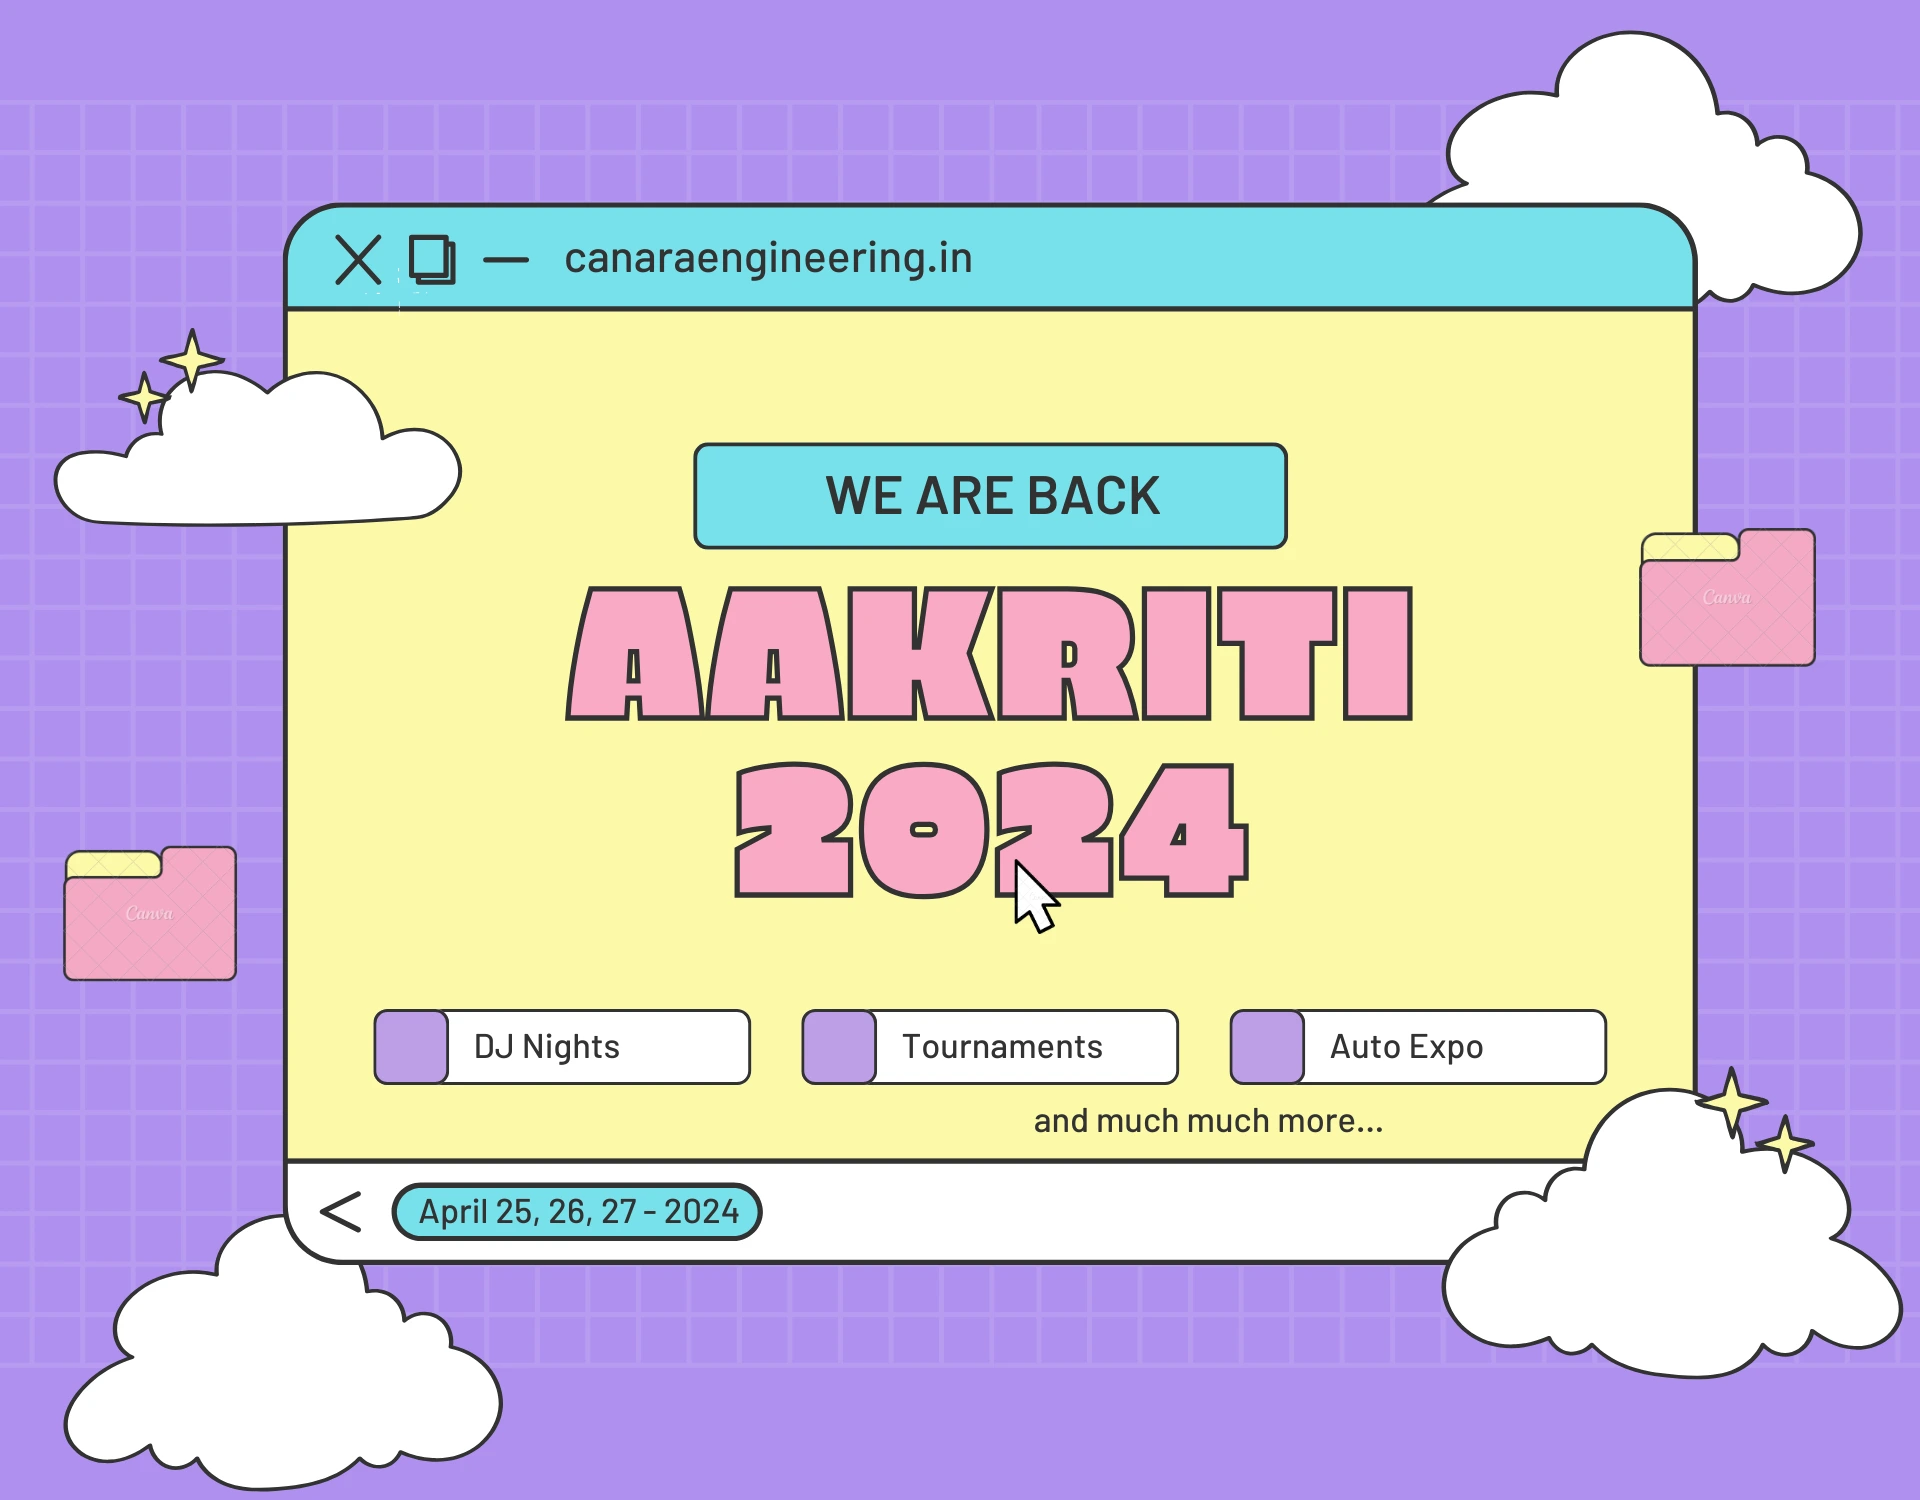 canaraengineering.in
WE ARE BACK
AAKRITI
2024
Canva
Canva
DJ Nights
Tournaments
Auto Expo
and much much more...
April 25, 26, 27 - 2024